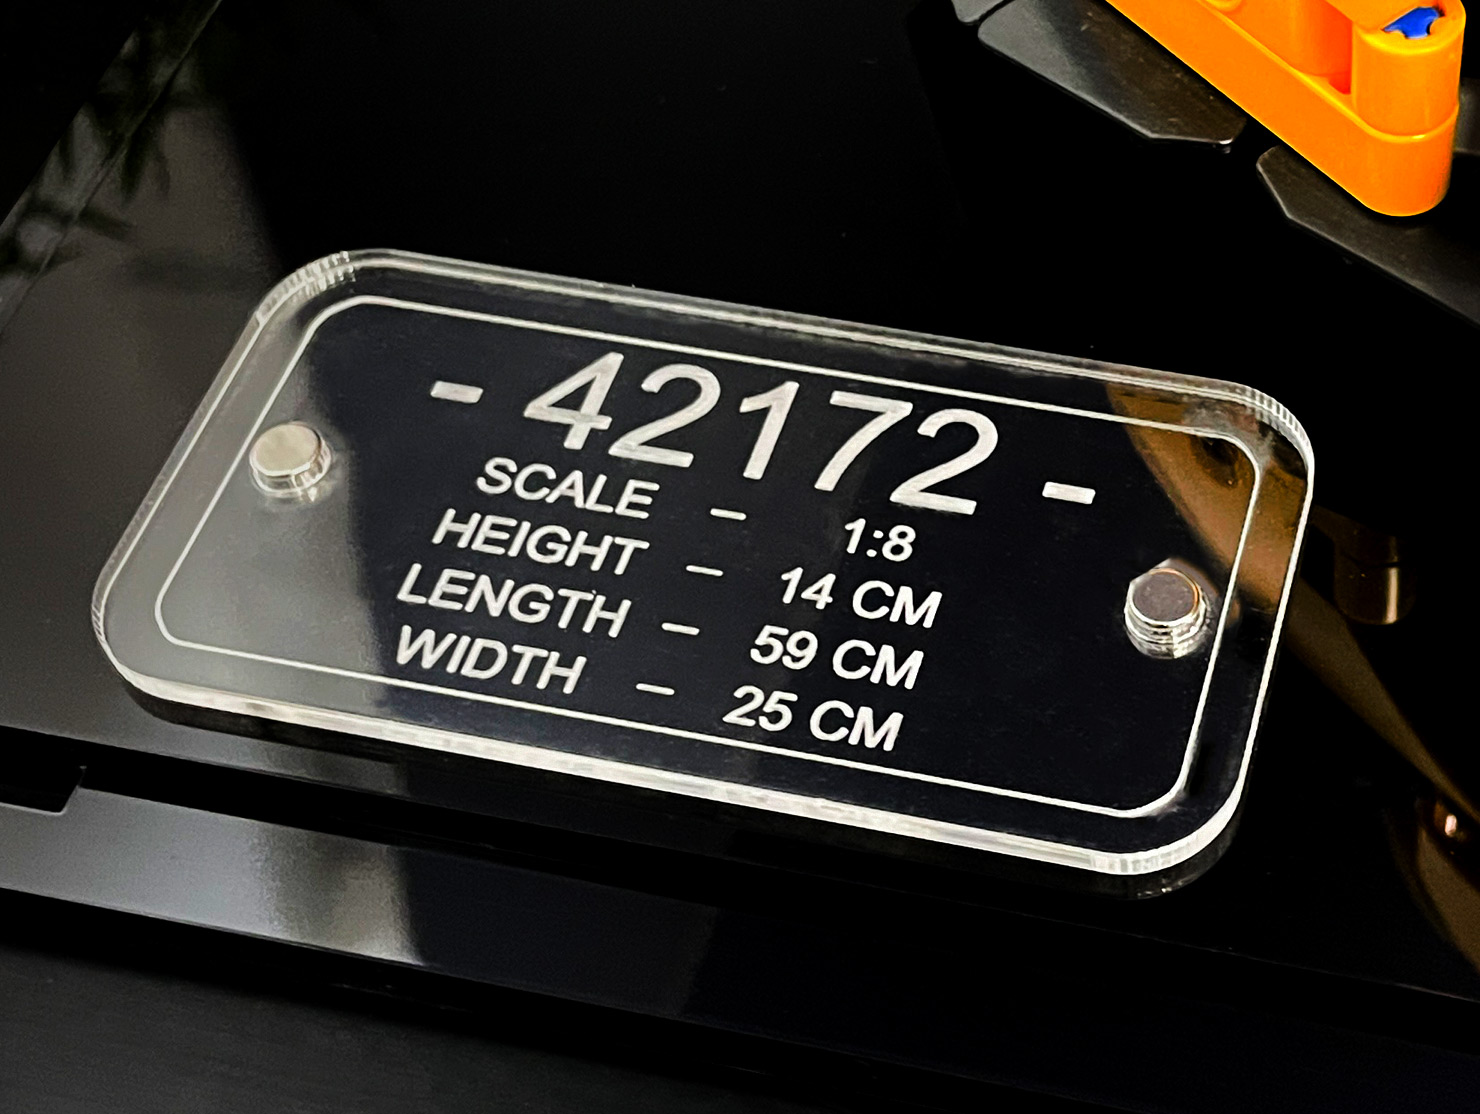 - 42172 -
SCALE – 1:8
HEIGHT – 14 CM
LENGTH – 59 CM
WIDTH – 25 CM